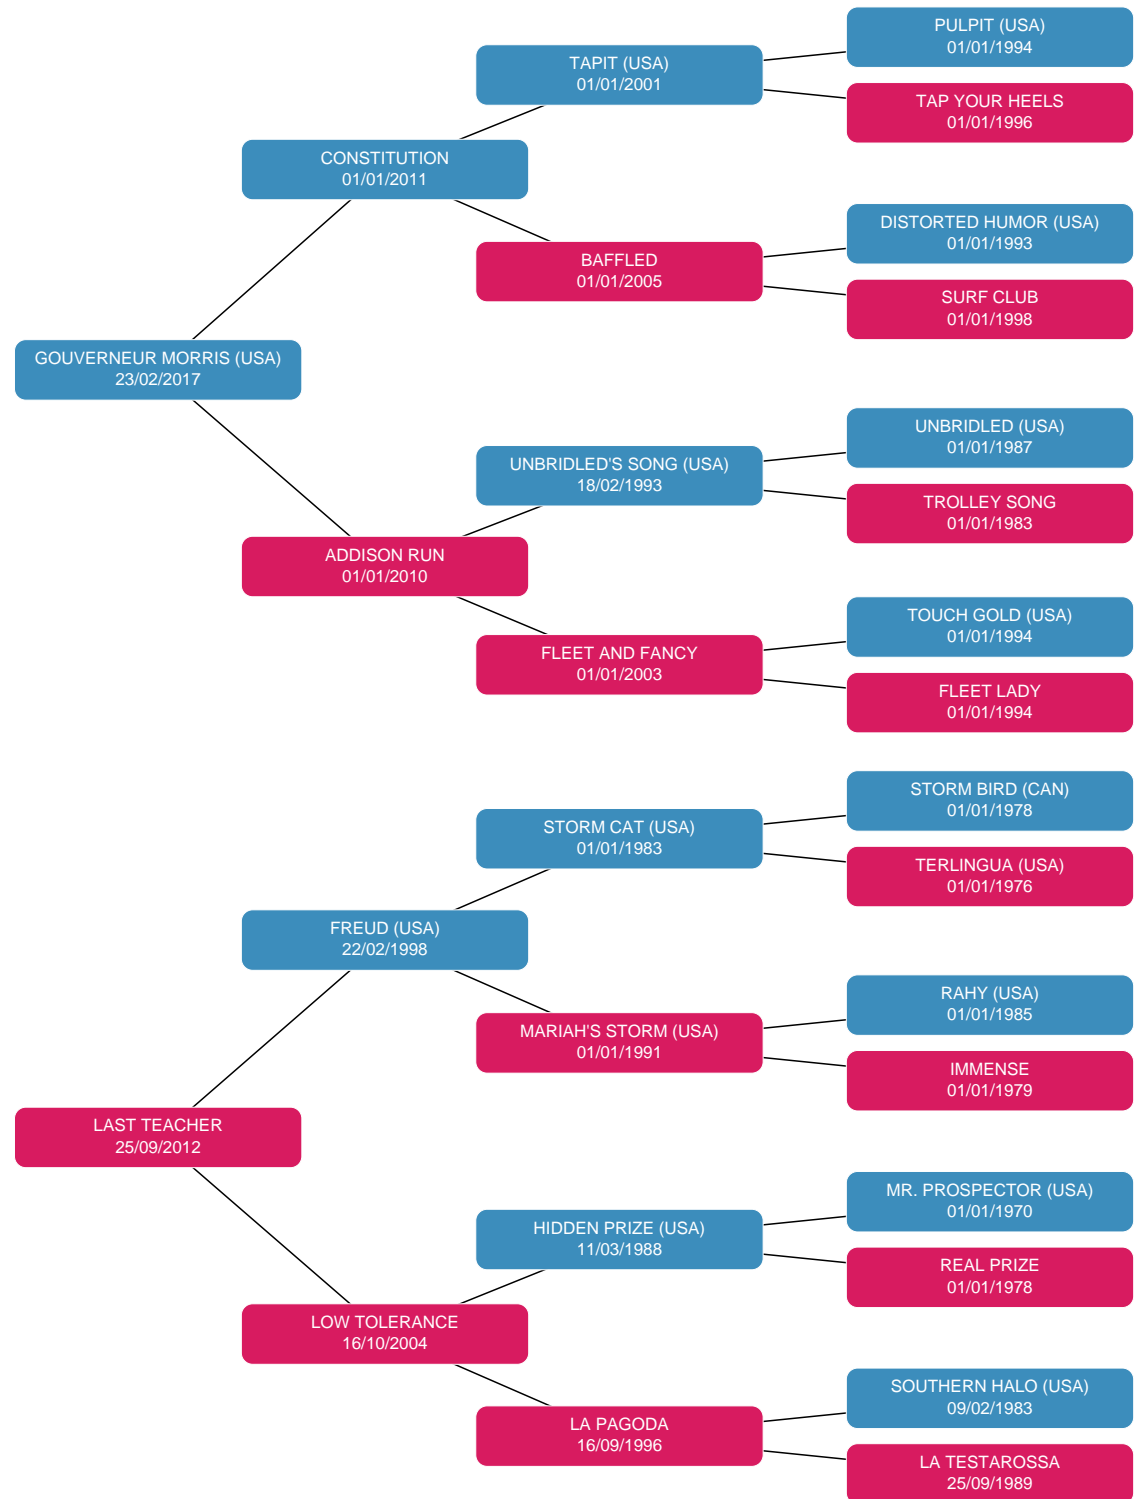 PULPIT (USA)
01/01/1994
TAPIT (USA)
01/01/2001
TAP YOUR HEELS
01/01/1996
CONSTITUTION
01/01/2011
DISTORTED HUMOR (USA)
01/01/1993
BAFFLED
01/01/2005
SURF CLUB
01/01/1998
GOUVERNEUR MORRIS (USA)
23/02/2017
UNBRIDLED (USA)
01/01/1987
UNBRIDLED'S SONG (USA)
18/02/1993
TROLLEY SONG
01/01/1983
ADDISON RUN
01/01/2010
TOUCH GOLD (USA)
01/01/1994
FLEET AND FANCY
01/01/2003
FLEET LADY
01/01/1994
STORM BIRD (CAN)
01/01/1978
STORM CAT (USA)
01/01/1983
TERLINGUA (USA)
01/01/1976
FREUD (USA)
22/02/1998
RAHY (USA)
01/01/1985
MARIAH'S STORM (USA)
01/01/1991
IMMENSE
01/01/1979
LAST TEACHER
25/09/2012
MR. PROSPECTOR (USA)
01/01/1970
HIDDEN PRIZE (USA)
11/03/1988
REAL PRIZE
01/01/1978
LOW TOLERANCE
16/10/2004
SOUTHERN HALO (USA)
09/02/1983
LA PAGODA
16/09/1996
LA TESTAROSSA
25/09/1989